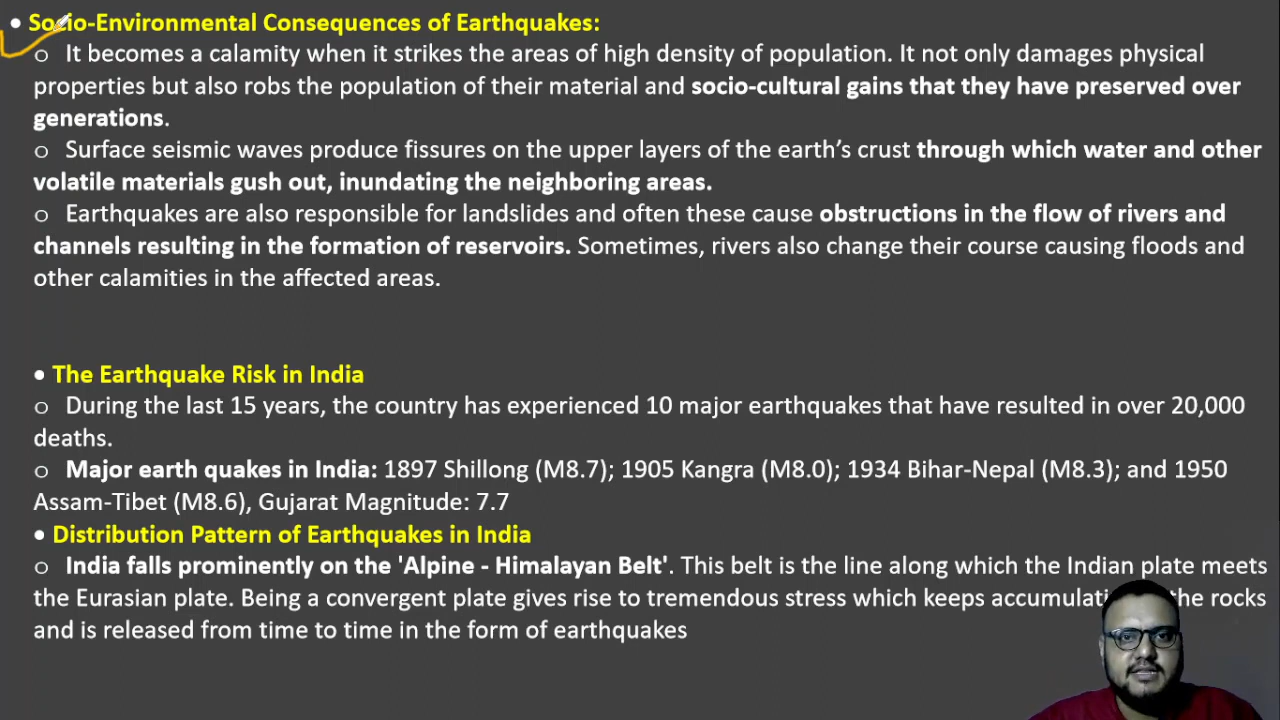 • Socio-Environmental Consequences of Earthquakes:
o It becomes a calamity when it strikes the areas of high density of population. It not only damages physical
properties but also robs the population of their material and socio-cultural gains that they have preserved over
generations.
o Surface seismic waves produce fissures on the upper layers of the earth’s crust through which water and other
volatile materials gush out, inundating the neighboring areas.
o Earthquakes are also responsible for landslides and often these cause obstructions in the flow of rivers and
channels resulting in the formation of reservoirs. Sometimes, rivers also change their course causing floods and
other calamities in the affected areas.
• The Earthquake Risk in India
o During the last 15 years, the country has experienced 10 major earthquakes that have resulted in over 20,000
deaths.
o Major earth quakes in India: 1897 Shillong (M8.7); 1905 Kangra (M8.0); 1934 Bihar-Nepal (M8.3); and 1950
Assam-Tibet (M8.6), Gujarat Magnitude: 7.7
• Distribution Pattern of Earthquakes in India
o India falls prominently on the 'Alpine - Himalayan Belt'. This belt is the line along which the Indian plate meets
the Eurasian plate. Being a convergent plate gives rise to tremendous stress which keeps the rocks
and is released from time to time in the form of earthquakes